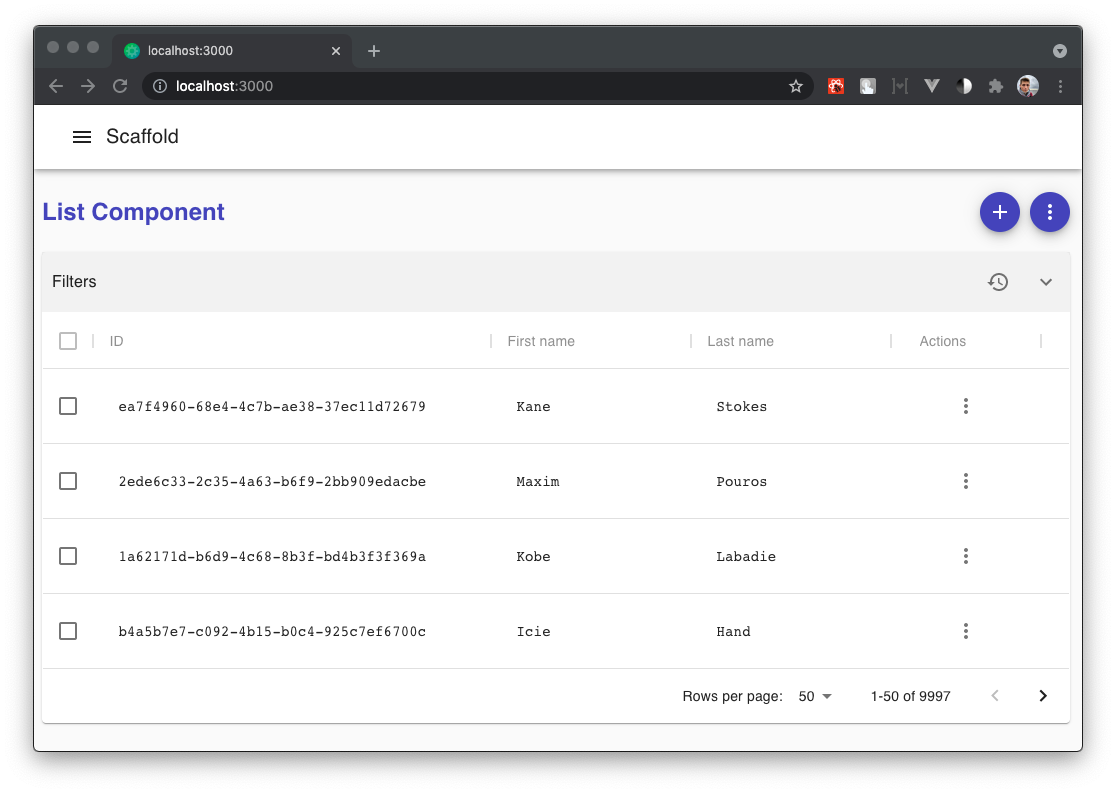 localhost:3000
localhost:3000
Scaffold
List Component
Filters
ID First name Last name Actions
ea7f4960-68e4-4c7b-ae38-37ec11d72679 Kane Stokes
2ede6c33-2c35-4a63-b6f9-2bb909edacbe Maxim Pouros
1a62171d-b6d9-4c68-8b3f-bd4b3f3f369a Kobe Labadie
b4a5b7e7-c092-4b15-b0c4-925c7ef6700c Icie Hand
Rows per page: 50 1-50 of 9997